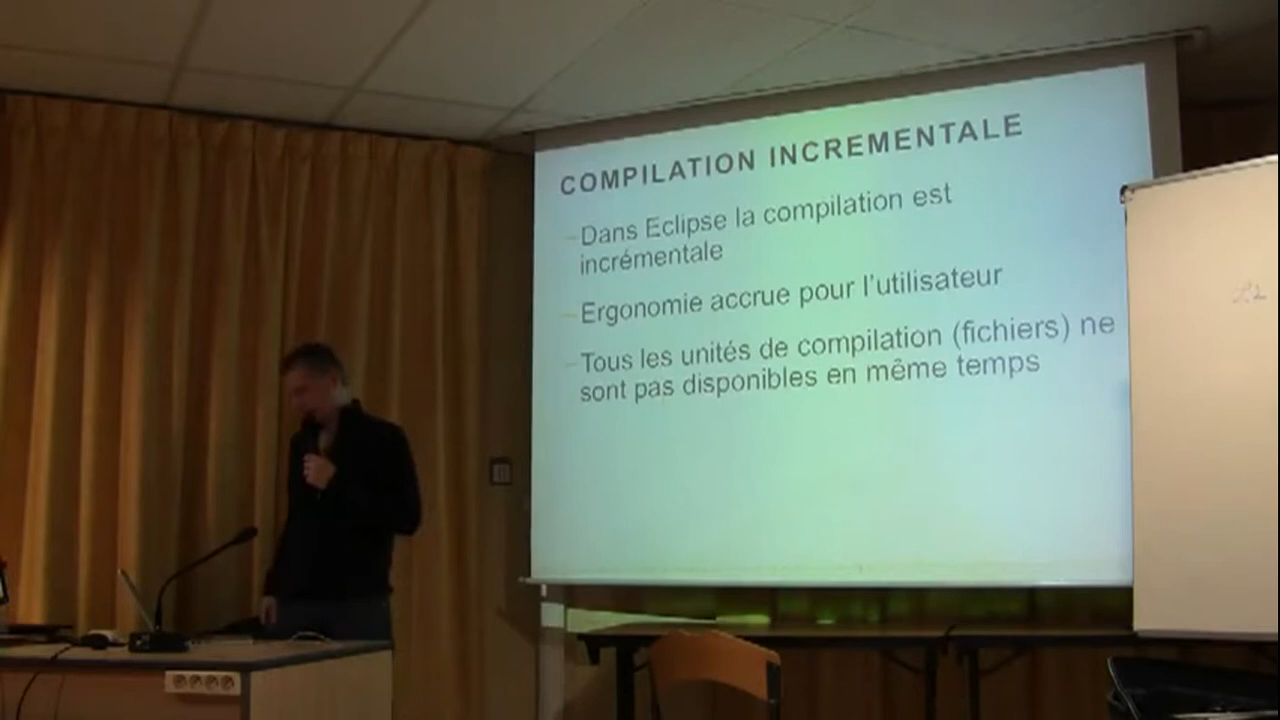 COMPILATION INCREMENTALE
–Dans Eclipse la compilation est
incrémentale
–Ergonomie accrue pour l'utilisateur
–Tous les unités de compilation (fichiers) ne
sont pas disponibles en même temps